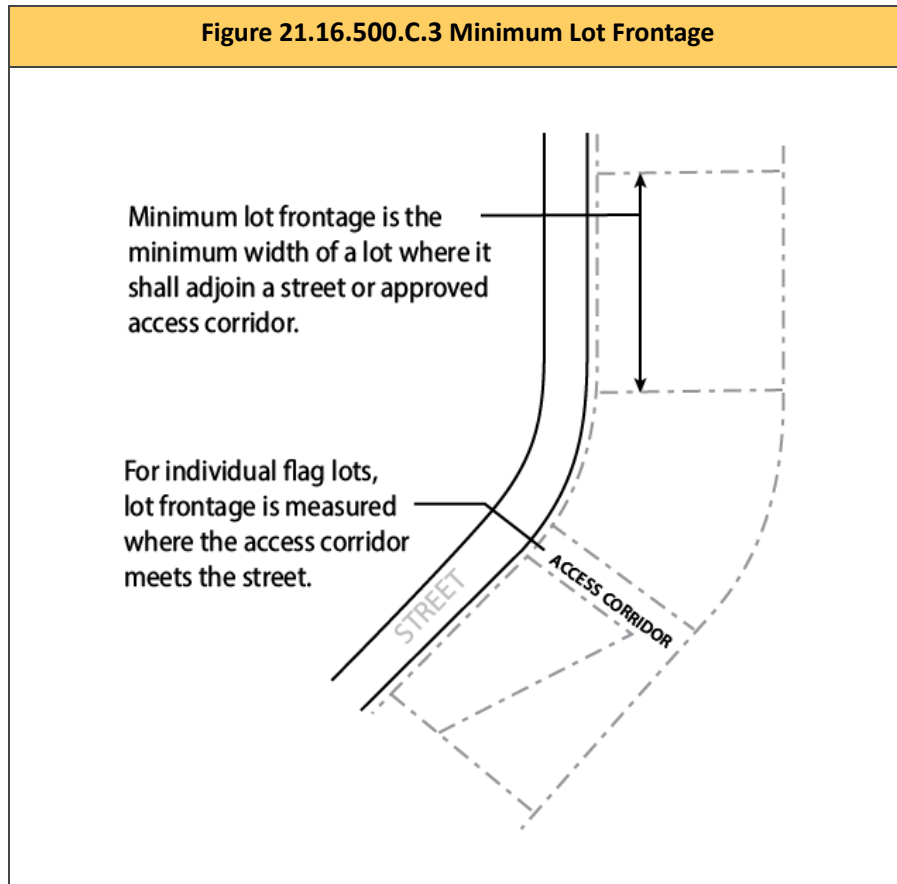 Figure 21.16.500.C.3 Minimum Lot Frontage
Minimum lot frontage is the
minimum width of a lot where it
shall adjoin a street or approved
access corridor.
For individual flag lots,
lot frontage is measured
where the access corridor
meets the street.
STREET
ACCESS CORRIDOR